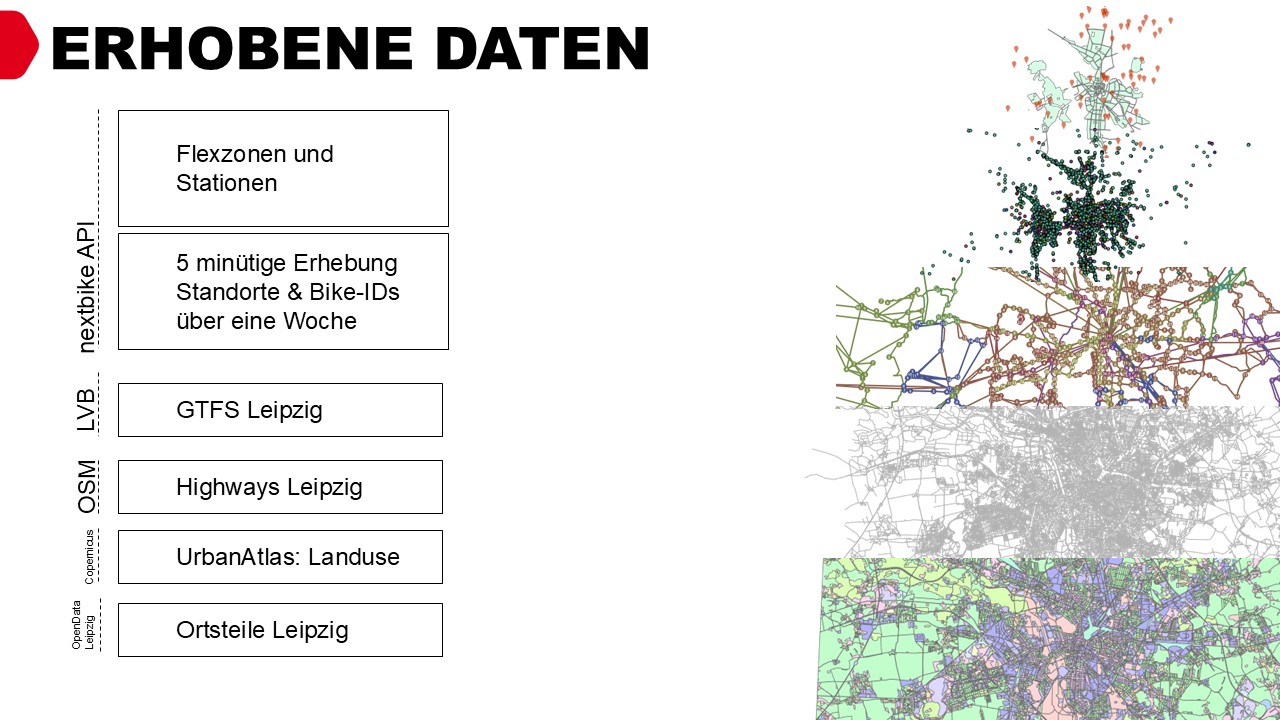 ERHOBENE DATEN
nextbike API
Flexzonen und
Stationen
5 minütige Erhebung
Standorte & Bike-IDs
über eine Woche
LVB
GTFS Leipzig
OSM
Highways Leipzig
Copernicus
UrbanAtlas: Landuse
OpenData
Leipzig
Ortsteile Leipzig